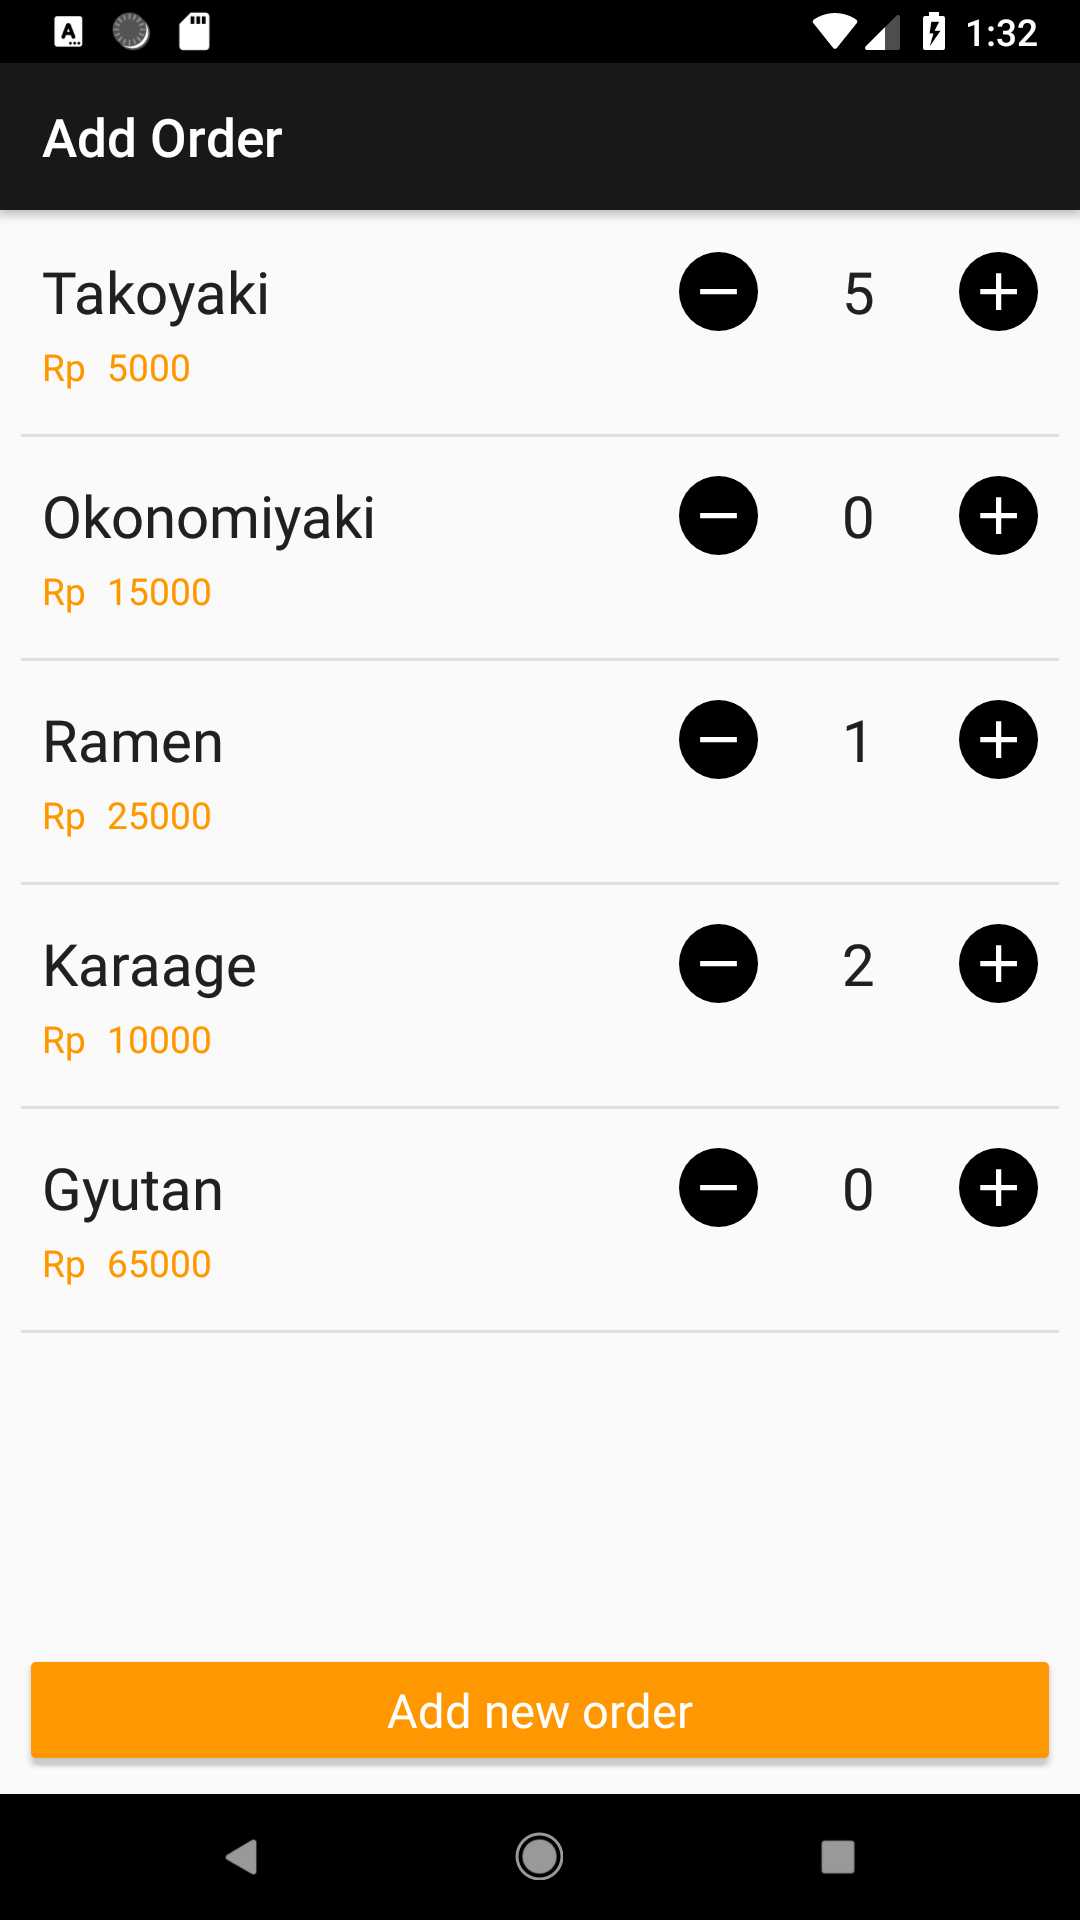 1:32
Add Order
Takoyaki 5
Rp 5000
Okonomiyaki 0
Rp 15000
Ramen 1
Rp 25000
Karaage 2
Rp 10000
Gyutan 0
Rp 65000
Add new order